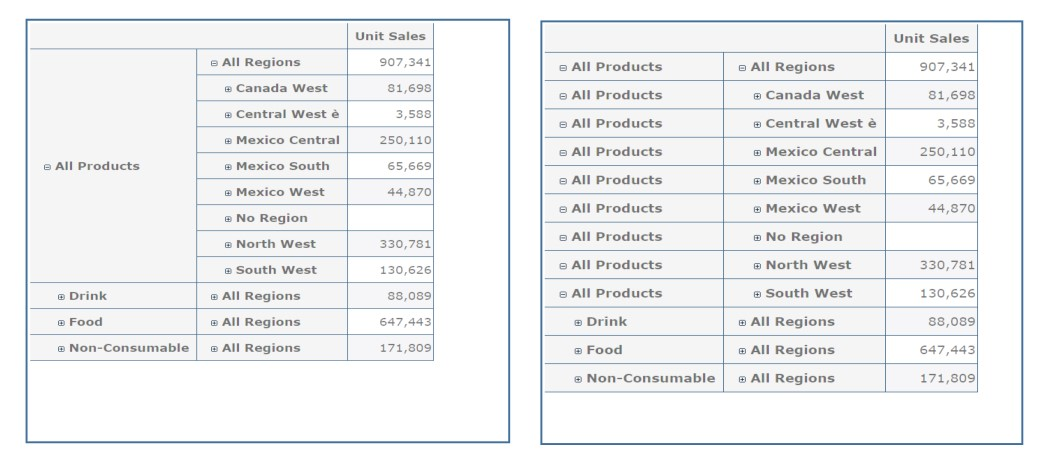 Unit Sales
All Regions 907,341
Canada West 81,698
Central West è 3,588
Mexico Central 250,110
All Products Mexico South 65,669
Mexico West 44,870
No Region
North West 330,781
South West 130,626
Drink All Regions 88,089
Food All Regions 647,443
Non-Consumable All Regions 171,809
Unit Sales
All Products All Regions 907,341
All Products Canada West 81,698
All Products Central West è 3,588
All Products Mexico Central 250,110
All Products Mexico South 65,669
All Products Mexico West 44,870
All Products No Region
All Products North West 330,781
All Products South West 130,626
Drink All Regions 88,089
Food All Regions 647,443
Non-Consumable All Regions 171,809